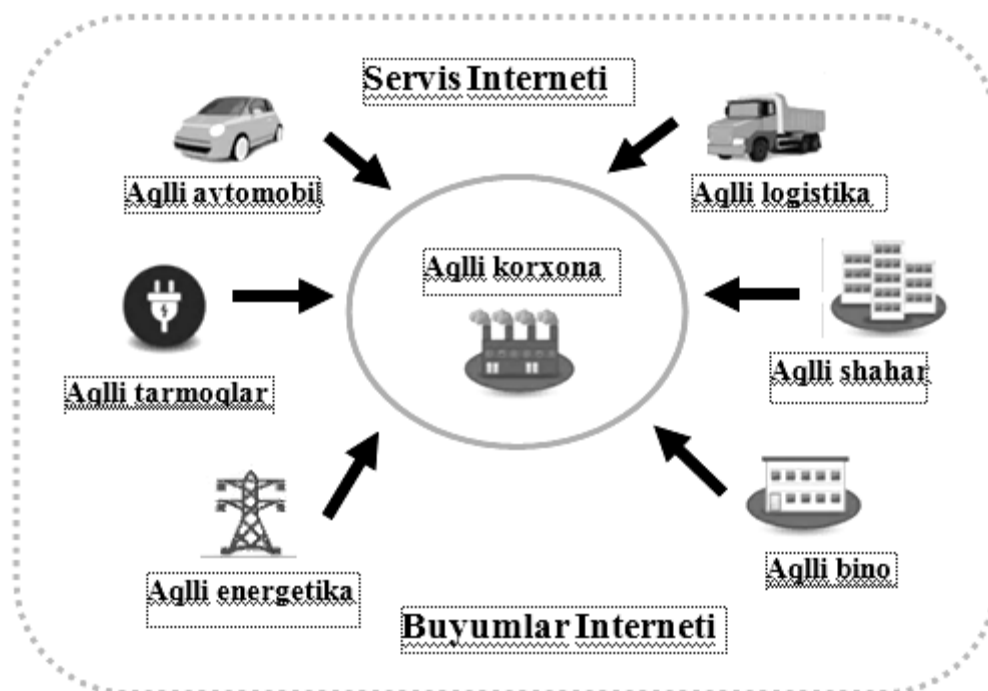 Servis Interneti
Aqlli avtomobil
Aqlli logistika
Aqlli korxona
Aqlli tarmoqlar
Aqlli shahar
Aqlli energetika
Aqlli bino
Buyumlar Interneti